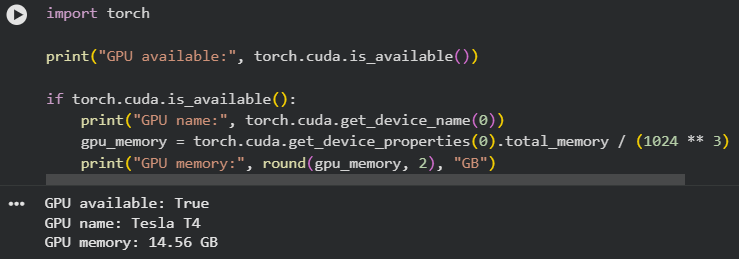 import torch
print("GPU available:", torch.cuda.is_available())
if torch.cuda.is_available():
    print("GPU name:", torch.cuda.get_device_name(0))
    gpu_memory = torch.cuda.get_device_properties(0).total_memory / (1024 ** 3)
    print("GPU memory:", round(gpu_memory, 2), "GB")
GPU available: True
GPU name: Tesla T4
GPU memory: 14.56 GB